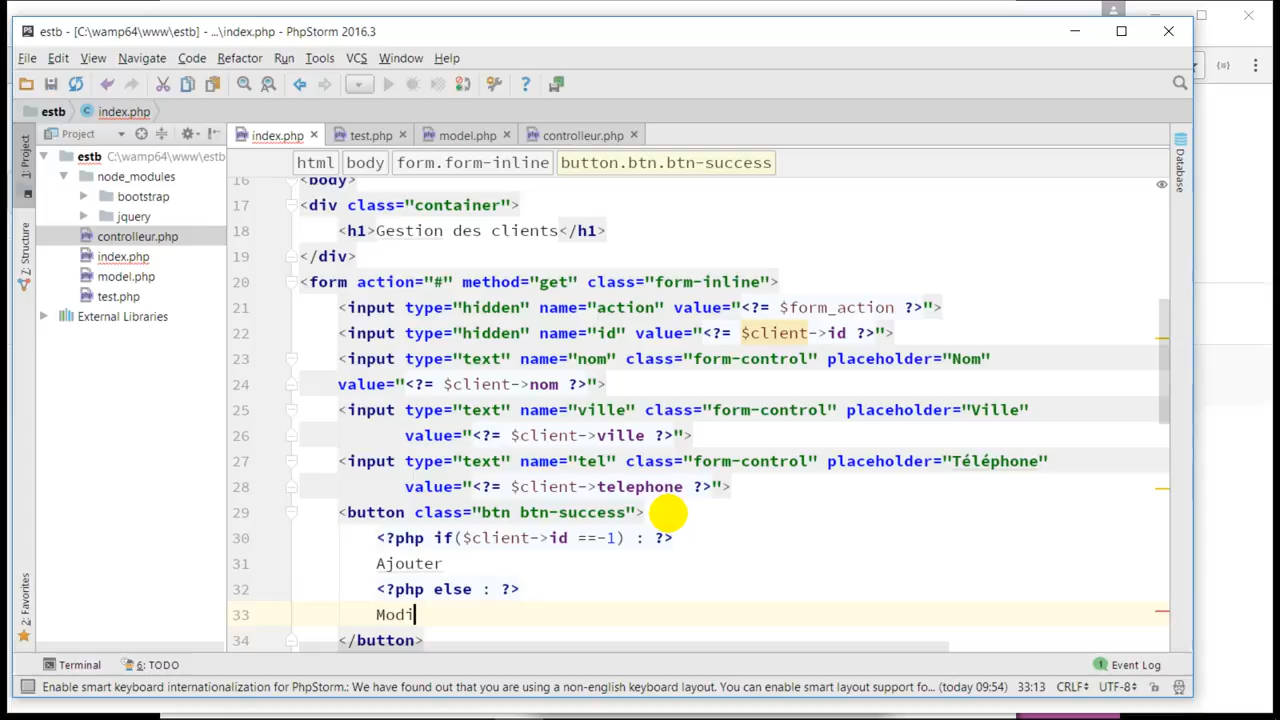 estb - [C:\wamp64\www\estb] - ...\index.php - PhpStorm 2016.3
File Edit View Navigate Code Refactor Run Tools VCS Window Help
estb index.php
Project index.php test.php model.php controlleur.php
html body form.form-inline button.btn.btn-success
1: Project
Z: Structure
2: Favorites
Database
estb C:\wamp64\www\estb
node_modules
bootstrap
jquery
controlleur.php
index.php
model.php
test.php
External Libraries
16 <body>
17 <div class="container">
18 <h1>Gestion des clients</h1>
19 </div>
20 <form action="#" method="get" class="form-inline">
21 <input type="hidden" name="action" value="<?= $form_action ?>">
22 <input type="hidden" name="id" value="<?= $client->id ?>">
23 <input type="text" name="nom" class="form-control" placeholder="Nom"
24 value="<?= $client->nom ?>">
25 <input type="text" name="ville" class="form-control" placeholder="Ville"
26 value="<?= $client->ville ?>">
27 <input type="text" name="tel" class="form-control" placeholder="Téléphone"
28 value="<?= $client->telephone ?>">
29 <button class="btn btn-success">
30 <?php if($client->id ==-1) : ?>
31 Ajouter
32 <?php else : ?>
33 Modi
34 </button>
Terminal 6: TODO 1 Event Log
Enable smart keyboard internationalization for PhpStorm.: We have found out that you are using a non-english keyboard layout. You can enable smart layout support fo... (today 09:54) 33:13 CRLF UTF-8